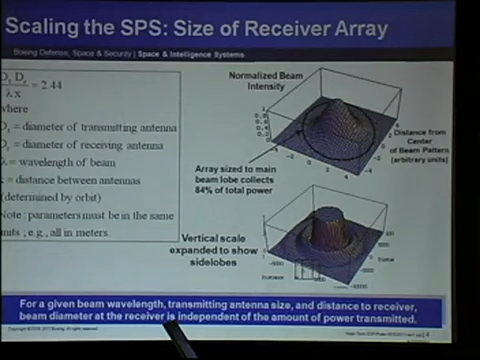 Scaling the SPS: Size of Receiver Array
Boeing Defense, Space & Security | Space & Intelligence Systems
= 2.44
λ x
where
= diameter of transmitting antenna
= diameter of receiving antenna
= wavelength of beam
= distance between antennas
(determined by orbit)
Note : parameters must be in the same
units ; e.g., all in meters.
Normalized Beam
Intensity
Distance from
Center
of Beam Pattern
(arbitrary units)
Array sized to main
beam lobe collects
84% of total power
Vertical scale
expanded to show
sidelobes
For a given beam wavelength, transmitting antenna size, and distance to receiver,
beam diameter at the receiver is independent of the amount of power transmitted.